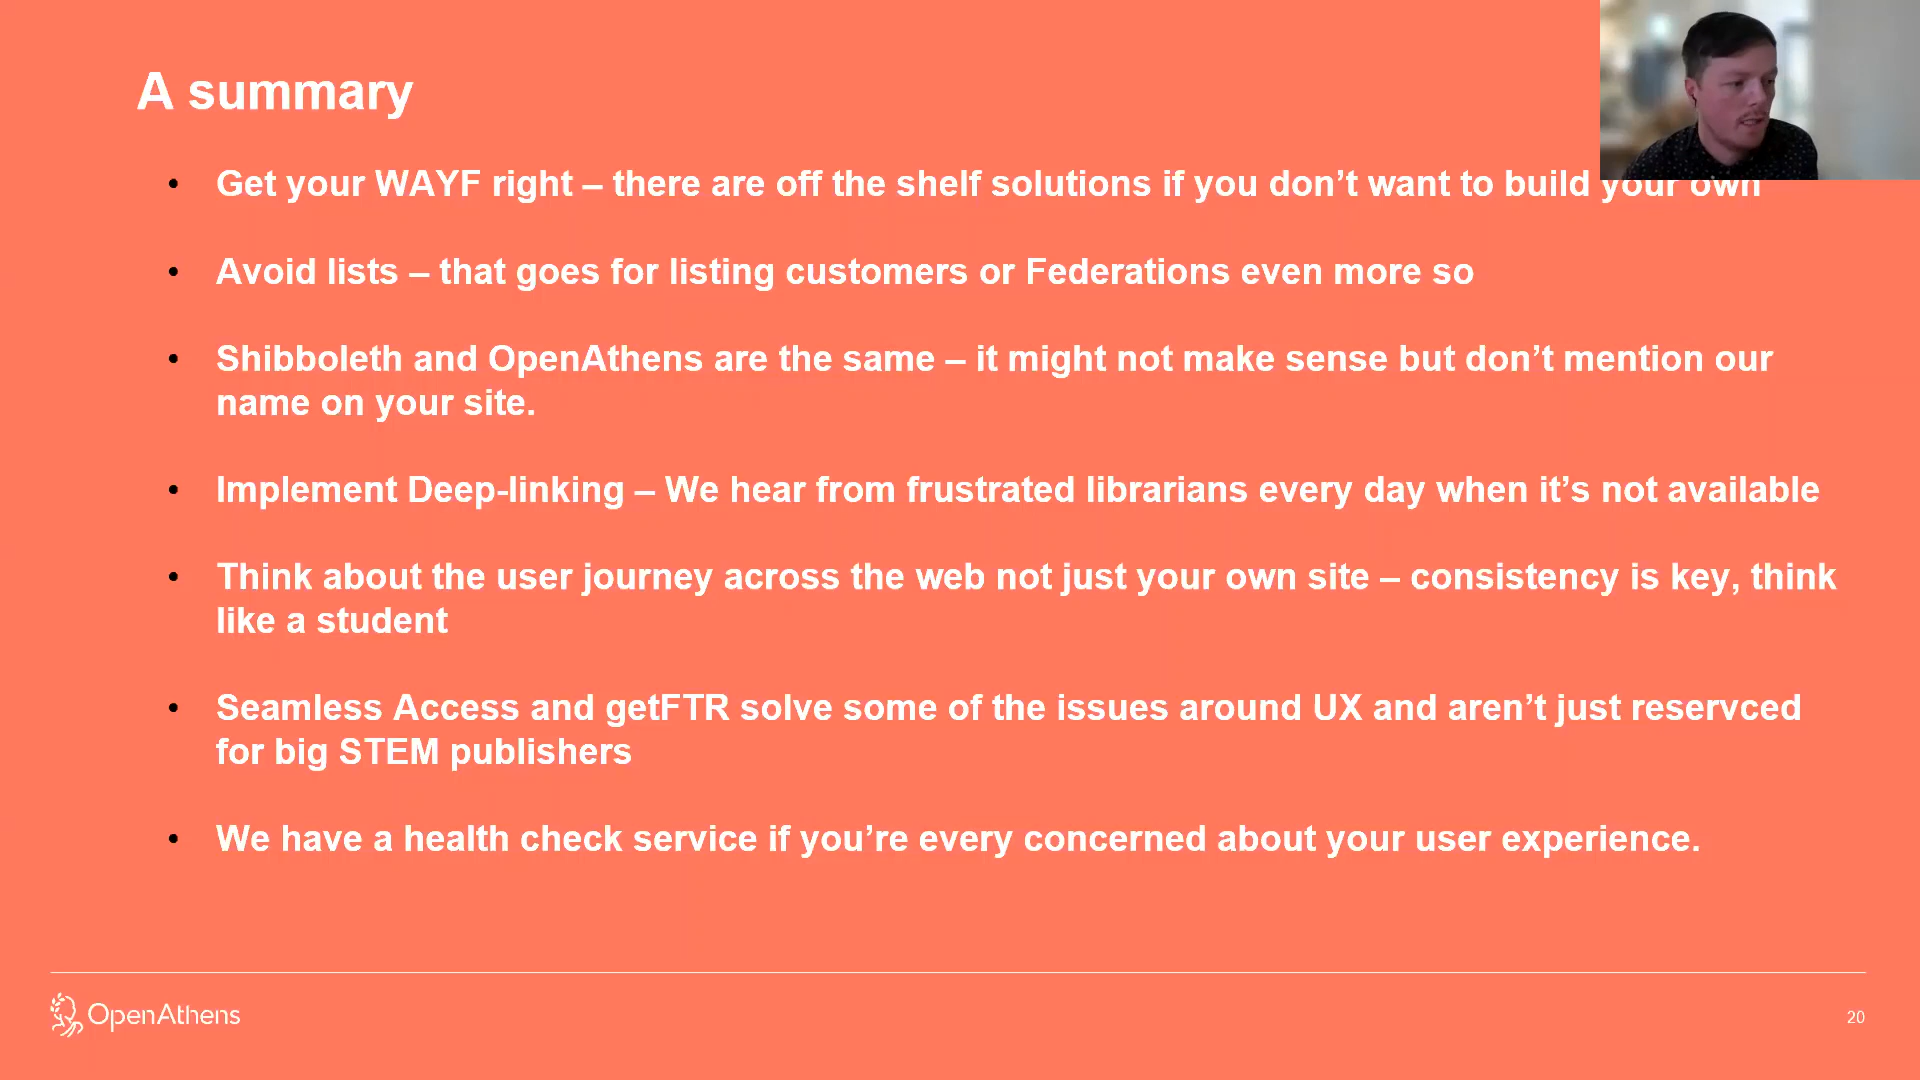 A summary
• Get your WAYF right – there are off the shelf solutions if you don’t want to build your own
• Avoid lists – that goes for listing customers or Federations even more so
• Shibboleth and OpenAthens are the same – it might not make sense but don’t mention our
name on your site.
• Implement Deep-linking – We hear from frustrated librarians every day when it’s not available
• Think about the user journey across the web not just your own site – consistency is key, think
like a student
• Seamless Access and getFTR solve some of the issues around UX and aren’t just reservced
for big STEM publishers
• We have a health check service if you’re every concerned about your user experience.
OpenAthens
20